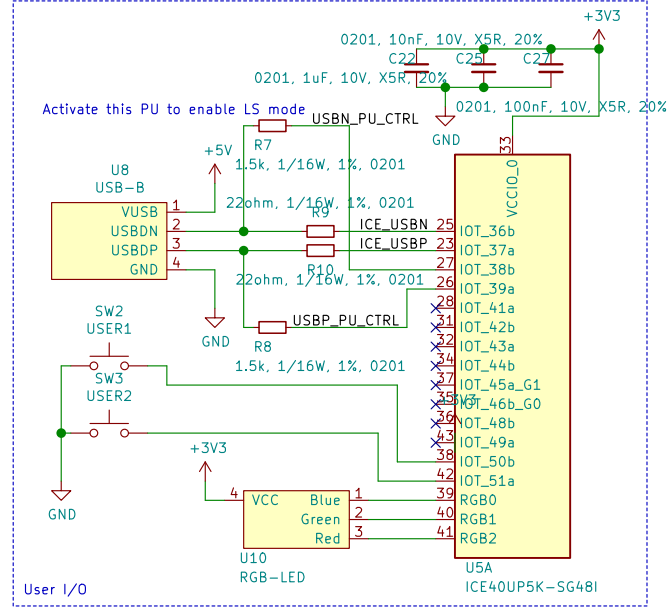 +3V3
0201, 10nF, 10V, X5R, 20%
C22
C25
C27
0201, 1uF, 10V, X5R, 20%
0201, 100nF, 10V, X5R, 20%
GND
Activate this PU to enable LS mode
USBN_PU_CTRL
R7
1.5k, 1/16W, 1%, 0201
+5V
U8
USB-B
VUSB 1
USBDN 2
USBDP 3
GND 4
22ohm, 1/16W, 1%, 0201
R9
ICE_USBN
ICE_USBP
R10
22ohm, 1/16W, 1%, 0201
USBP_PU_CTRL
R8
1.5k, 1/16W, 1%, 0201
GND
SW2
USER1
SW3
USER2
GND
33
VCCIO_0
25 IOT_36b
23 IOT_37a
27 IOT_38b
26 IOT_39a
28 IOT_41a
31 IOT_42b
32 IOT_43a
34 IOT_44b
37 IOT_45a_G1
35 IOT_46b_G0
+3V3
36 IOT_48b
43 IOT_49a
38 IOT_50b
42 IOT_51a
39 RGB0
40 RGB1
41 RGB2
+3V3
4 VCC
Blue 1
Green 2
Red 3
U10
RGB-LED
U5A
ICE40UP5K-SG48I
User I/O